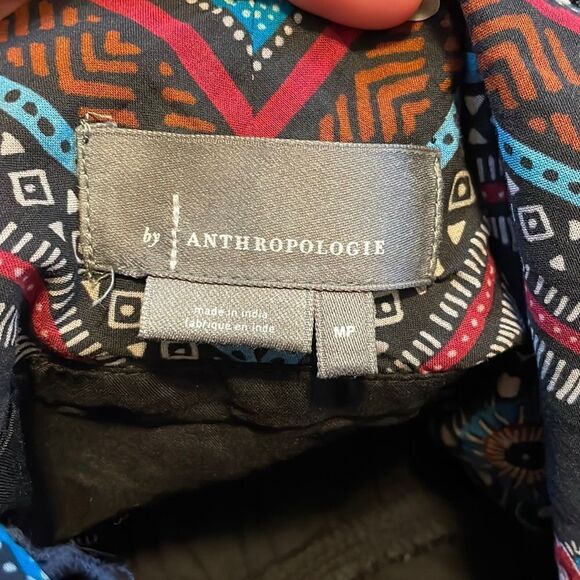 by ANTHROPOLOGIE
made in india
fabriqué en inde
MP